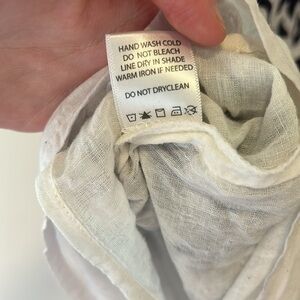 HAND WASH COLD
DO NOT BLEACH
LINE DRY IN SHADE
WARM IRON IF NEEDED
DO NOT DRYCLEAN